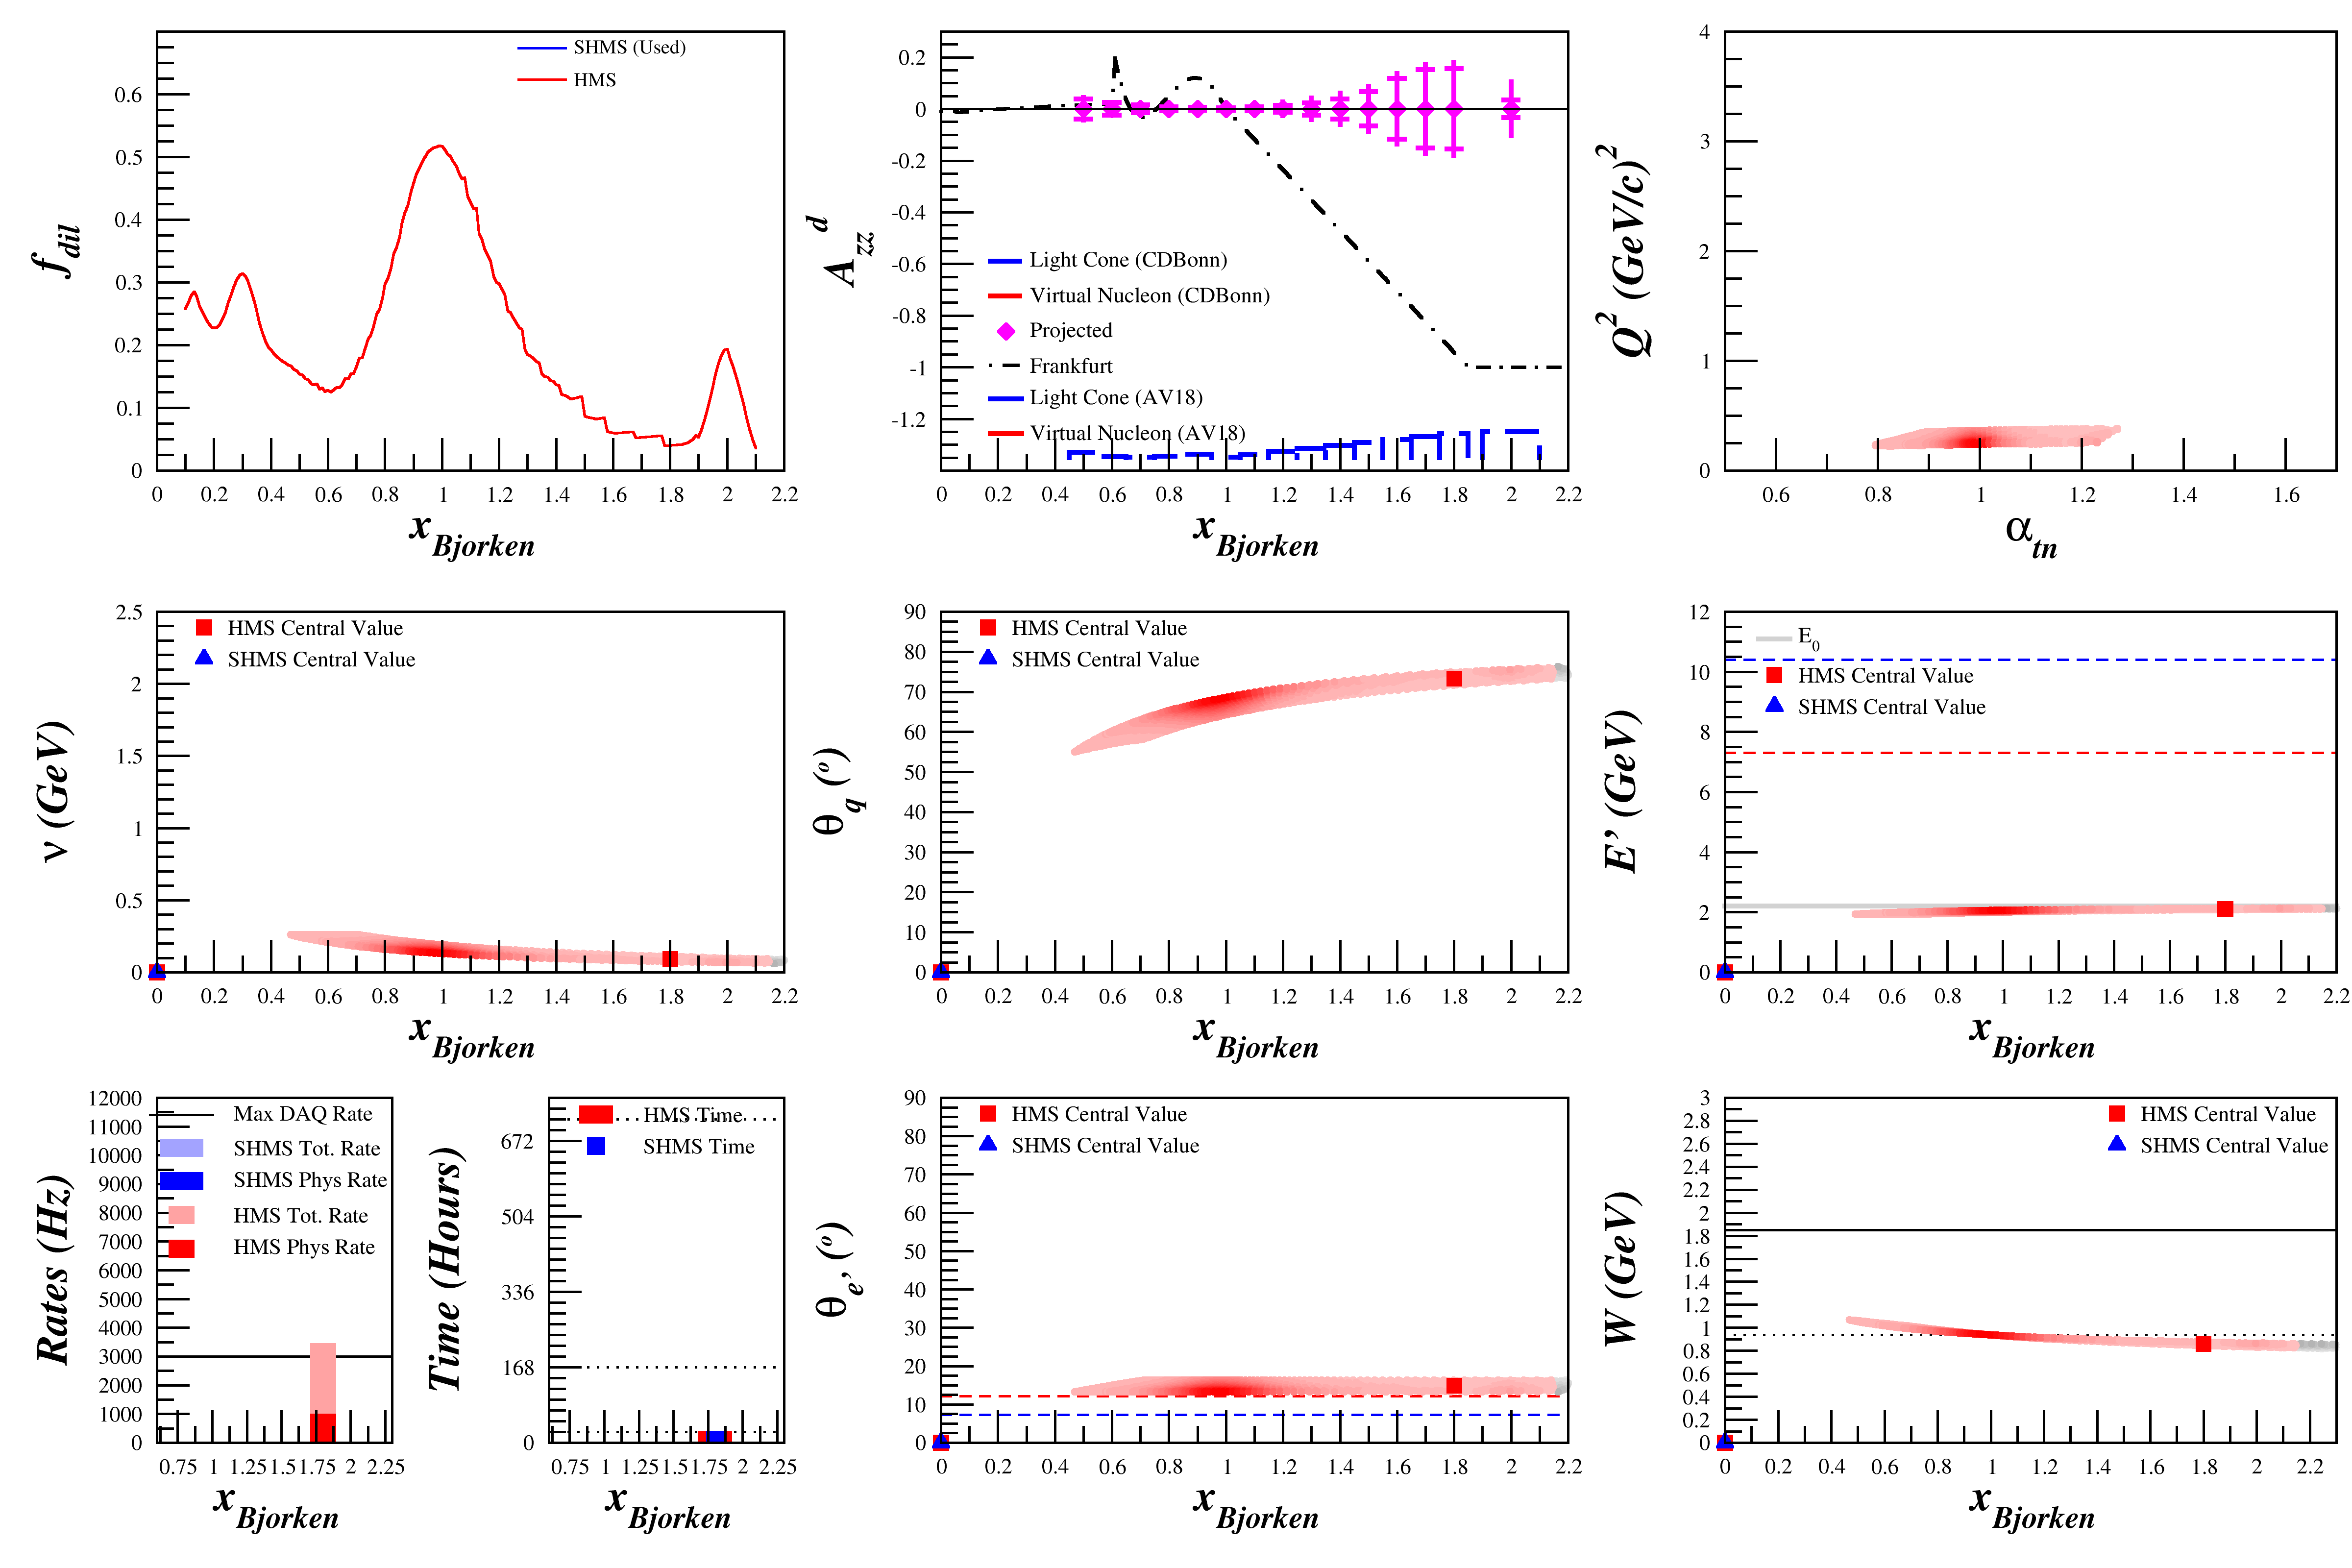 SHMS (Used)
HMS
0.6
0.5
0.4
0.3
0.2
0.1
0
f dil
0 0.2 0.4 0.6 0.8 1 1.2 1.4 1.6 1.8 2 2.2
x Bjorken
0.2
0
-0.2
-0.4
-0.6
-0.8
-1
-1.2
A zz d
Light Cone (CDBonn)
Virtual Nucleon (CDBonn)
Projected
Frankfurt
Light Cone (AV18)
Virtual Nucleon (AV18)
0 0.2 0.4 0.6 0.8 1 1.2 1.4 1.6 1.8 2 2.2
x Bjorken
4
3
2
1
0
Q2 (GeV/c)2
0.6 0.8 1 1.2 1.4 1.6
α tn
2.5
2
1.5
1
0.5
0
ν (GeV)
HMS Central Value
SHMS Central Value
0 0.2 0.4 0.6 0.8 1 1.2 1.4 1.6 1.8 2 2.2
x Bjorken
90
80
70
60
50
40
30
20
10
0
θq (o)
HMS Central Value
SHMS Central Value
0 0.2 0.4 0.6 0.8 1 1.2 1.4 1.6 1.8 2 2.2
x Bjorken
12
10
8
6
4
2
0
E' (GeV)
E0
HMS Central Value
SHMS Central Value
0 0.2 0.4 0.6 0.8 1 1.2 1.4 1.6 1.8 2 2.2
x Bjorken
12000
11000
10000
9000
8000
7000
6000
5000
4000
3000
2000
1000
0
Rates (Hz)
Max DAQ Rate
SHMS Tot. Rate
SHMS Phys Rate
HMS Tot. Rate
HMS Phys Rate
0.75 1 1.25 1.5 1.75 2 2.25
x Bjorken
672
504
336
168
0
Time (Hours)
HMS Time
SHMS Time
0.75 1 1.25 1.5 1.75 2 2.25
x Bjorken
90
80
70
60
50
40
30
20
10
0
θe' (o)
HMS Central Value
SHMS Central Value
0 0.2 0.4 0.6 0.8 1 1.2 1.4 1.6 1.8 2 2.2
x Bjorken
3
2.8
2.6
2.4
2.2
2
1.8
1.6
1.4
1.2
1
0.8
0.6
0.4
0.2
0
W (GeV)
HMS Central Value
SHMS Central Value
0 0.2 0.4 0.6 0.8 1 1.2 1.4 1.6 1.8 2 2.2
x Bjorken